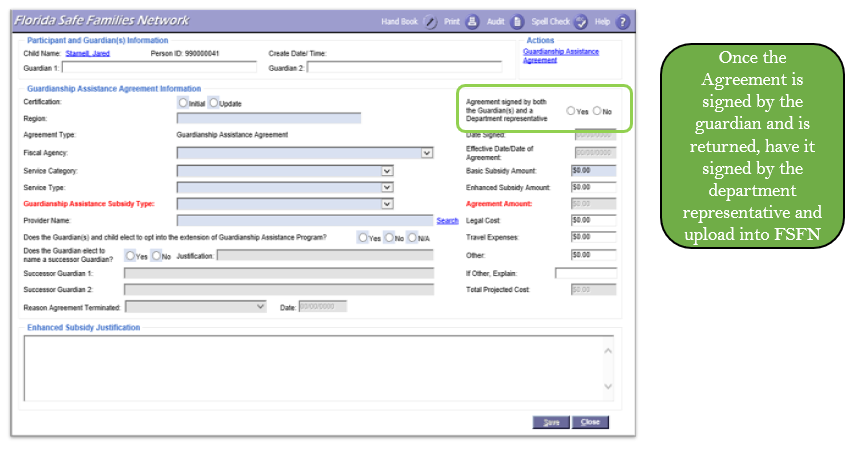 Florida Safe Families Network
Hand Book Print Audit Spell Check Help ?
Participant and Guardian(s) Information
Actions
Child Name: Starnell, Jared Person ID: 990000041 Create Date/ Time:
Guardianship Assistance
Agreement
Guardian 1: Guardian 2:
Guardianship Assistance Agreement Information
Certification: Initial Update
Agreement signed by both
the Guardian(s) and a
Department representative
Yes No
Region:
Agreement Type: Guardianship Assistance Agreement
Date Signed: 00/00/0000
Fiscal Agency:
Effective Date/Date of
Agreement: 00/00/0000
Service Category:
Basic Subsidy Amount: $0.00
Service Type:
Enhanced Subsidy Amount: $0.00
Guardianship Assistance Subsidy Type:
Agreement Amount: $0.00
Provider Name: Search
Legal Cost: $0.00
Does the Guardian(s) and child elect to opt into the extension of Guardianship Assistance Program? Yes No N/A
Travel Expenses: $0.00
Does the Guardian elect to
name a successor Guardian? Yes No Justification:
Other: $0.00
Successor Guardian 1:
If Other, Explain:
Successor Guardian 2:
Total Projected Cost: $0.00
Reason Agreement Terminated: Date: 00/00/0000
Enhanced Subsidy Justification
Save Close
Once the
Agreement is
signed by the
guardian and is
returned, have it
signed by the
department
representative and
upload into FSFN